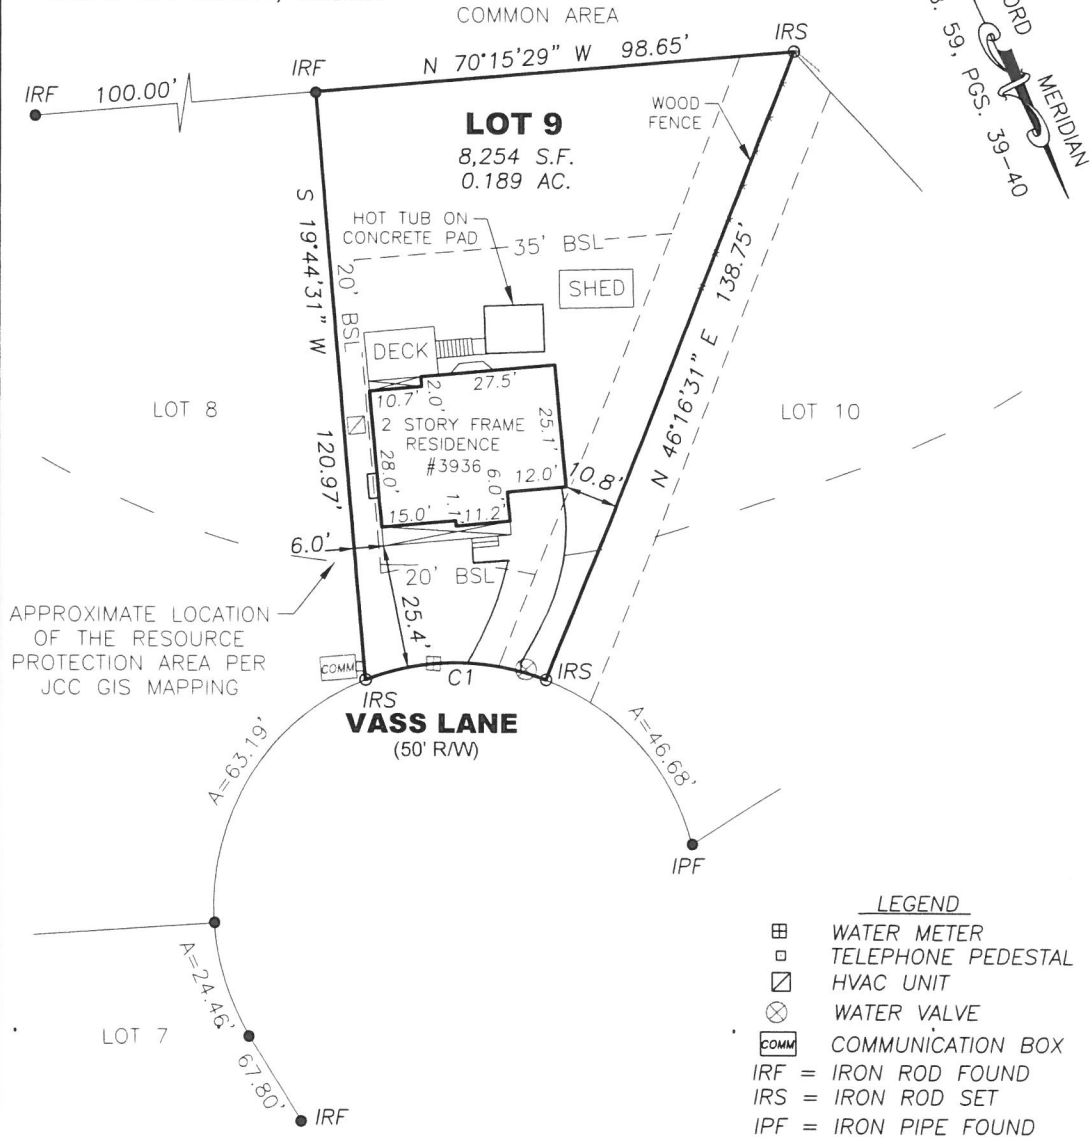 COMMON AREA
IRF
100.00'
IRF
N 70°15'29" W 98.65'
IRS
MERIDIAN
59, PGS. 39-40
WOOD
FENCE
LOT 9
8,254 S.F.
0.189 AC.
S 19°44'31" W
120.97'
HOT TUB ON
CONCRETE PAD
35' BSL
20' BSL
SHED
N 46°16'31" E 138.75'
DECK
27.5'
10.7'
2.0'
25.1'
LOT 8
LOT 10
2 STORY FRAME
RESIDENCE
#3936
28.0'
6.0'
12.0'
10.8'
15.0'
1.1'
11.2'
6.0'
20' BSL
25.4'
APPROXIMATE LOCATION
OF THE RESOURCE
PROTECTION AREA PER
JCC GIS MAPPING
COMM
C1
IRS
IRS
VASS LANE
(50' R/W)
A=63.19'
A=46.68'
IPF
A=24.46'
LOT 7
67.80'
IRF
LEGEND
WATER METER
TELEPHONE PEDESTAL
HVAC UNIT
WATER VALVE
COMM COMMUNICATION BOX
IRF = IRON ROD FOUND
IRS = IRON ROD SET
IPF = IRON PIPE FOUND